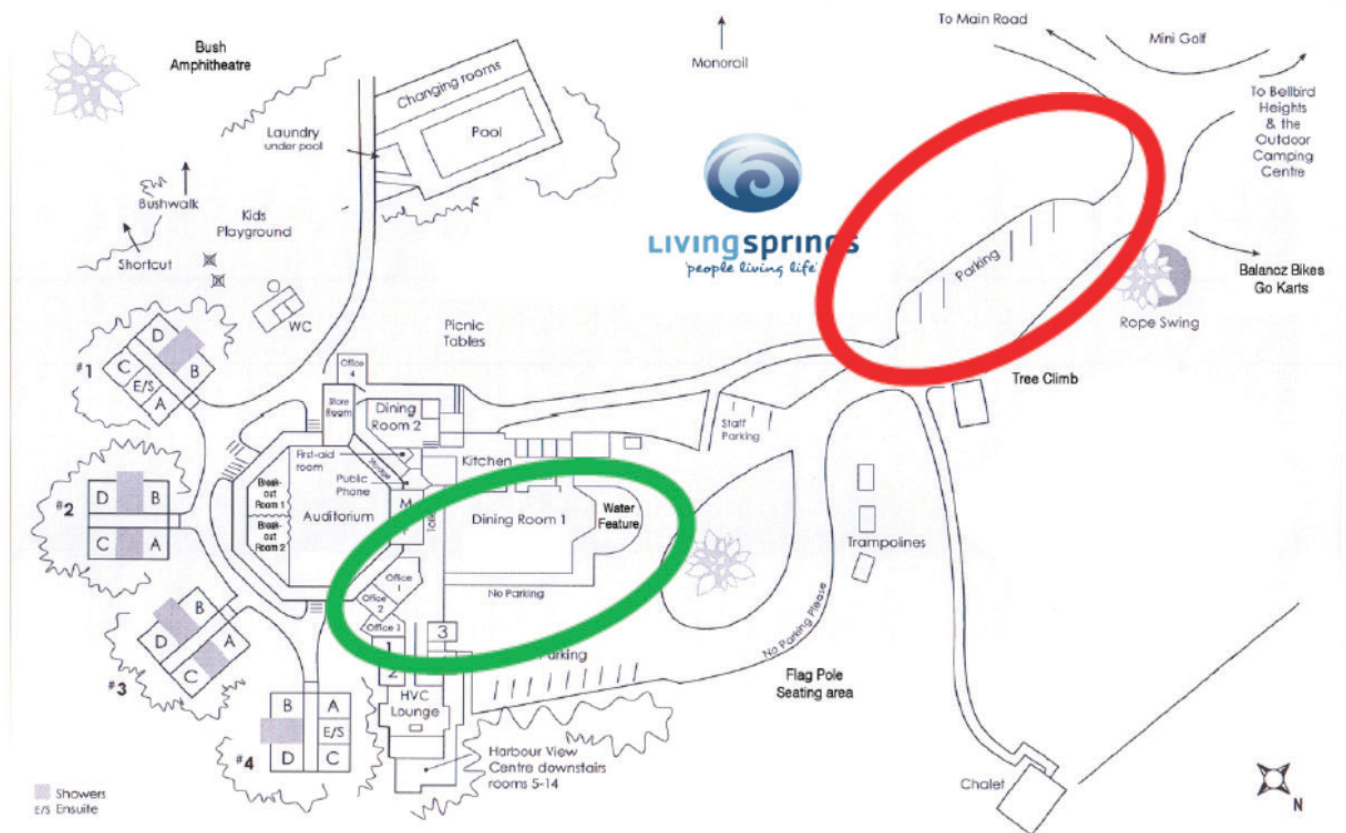 To Main Road
Mini Golf
Bush
Amphitheatre
Monorail
Changing rooms
Pool
To Bellbird
Heights
& the
Outdoor
Camping
Centre
Laundry
under pool
Bushwalk
Kids
Playground
Shortcut
LIVINGSPRINGS
'people living life'
Parking
Balancz Bikes
Go Karts
Rope Swing
WC
Picnic
Tables
#1
D
C
B
E/S
A
Office
4
Tree Climb
Store
Room
Dining
Room 2
Staff
Parking
First-aid
room
Storage
Kitchen
Public
Phone
#2
D
B
C
A
Break-
out
Room 1
Break-
out
Room 2
Auditorium
M
Dining Room 1
Water
Feature
Trampolines
Office
1
Office
2
Office 3
No Parking
No Parking Please
#3
B
D
A
C
1
2
3
Parking
Flag Pole
Seating area
HVC
Lounge
#4
B
A
E/S
D
C
Harbour View
Centre downstairs
rooms 5-14
Chalet
Showers
E/S Ensuite
N